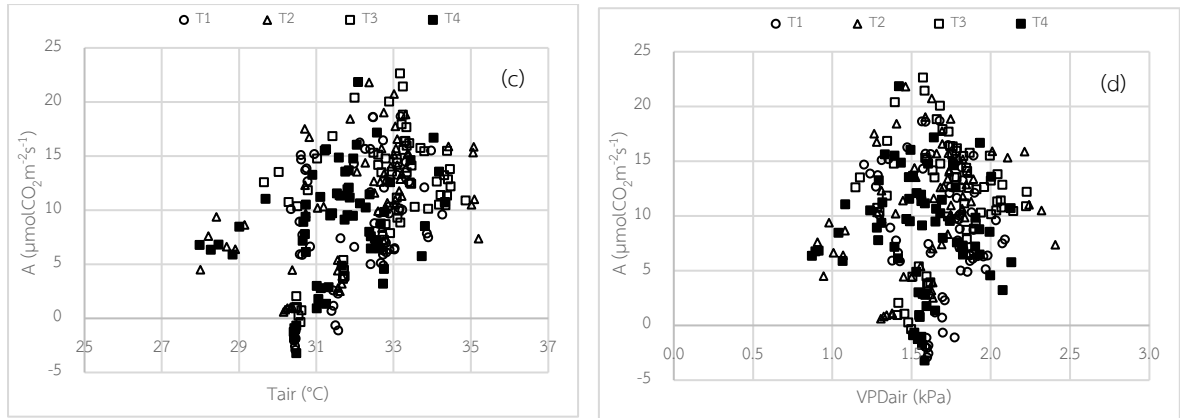 T1 T2 T3 T4
(c)
25
20
15
10
5
0
-5
A (µmolCO₂m⁻²s⁻¹)
25 27 29 31 33 35 37
Tair (°C)
T1 T2 T3 T4
(d)
25
20
15
10
5
0
-5
A (µmolCO₂m⁻²s⁻¹)
0.0 0.5 1.0 1.5 2.0 2.5 3.0
VPDair (kPa)